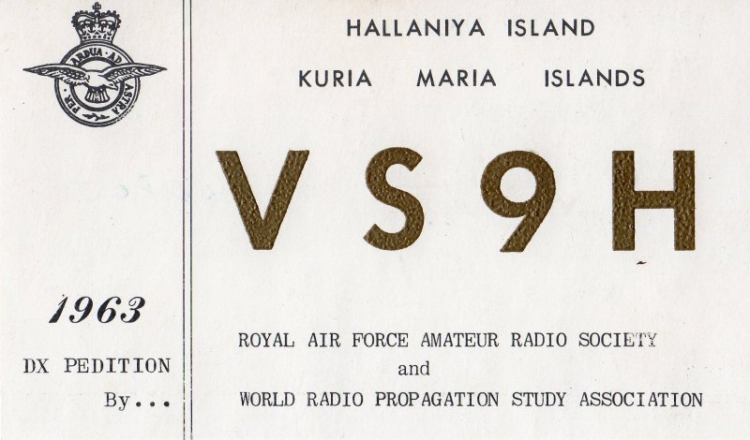 PER · ARDUA · AD ASTRA
1963
DX PEDITION
By...
HALLANIYA ISLAND
KURIA MARIA ISLANDS
VS9H
ROYAL AIR FORCE AMATEUR RADIO SOCIETY
and
WORLD RADIO PROPAGATION STUDY ASSOCIATION